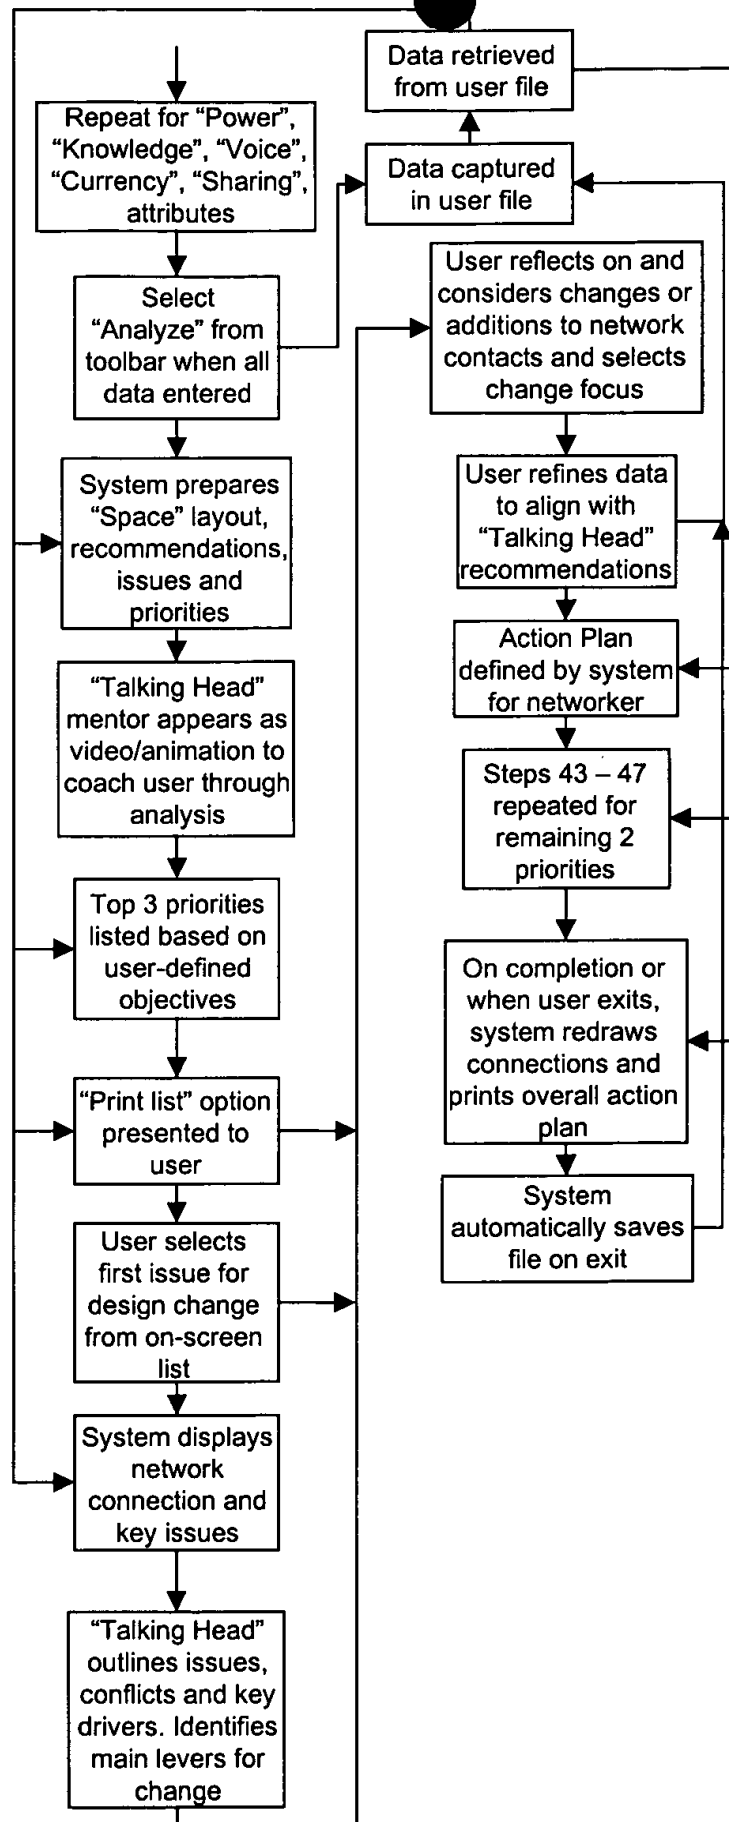 Repeat for “Power”,
“Knowledge”, “Voice”,
“Currency”, “Sharing”,
attributes
Select
“Analyze” from
toolbar when all
data entered
System prepares
“Space” layout,
recommendations,
issues and
priorities
“Talking Head”
mentor appears as
video/animation to
coach user through
analysis
Top 3 priorities
listed based on
user-defined
objectives
“Print list” option
presented to
user
User selects
first issue for
design change
from on-screen
list
System displays
network
connection and
key issues
“Talking Head”
outlines issues,
conflicts and key
drivers. Identifies
main levers for
change
Data retrieved
from user file
Data captured
in user file
User reflects on and
considers changes or
additions to network
contacts and selects
change focus
User refines data
to align with
“Talking Head”
recommendations
Action Plan
defined by system
for networker
Steps 43 – 47
repeated for
remaining 2
priorities
On completion or
when user exits,
system redraws
connections and
prints overall action
plan
System
automatically saves
file on exit